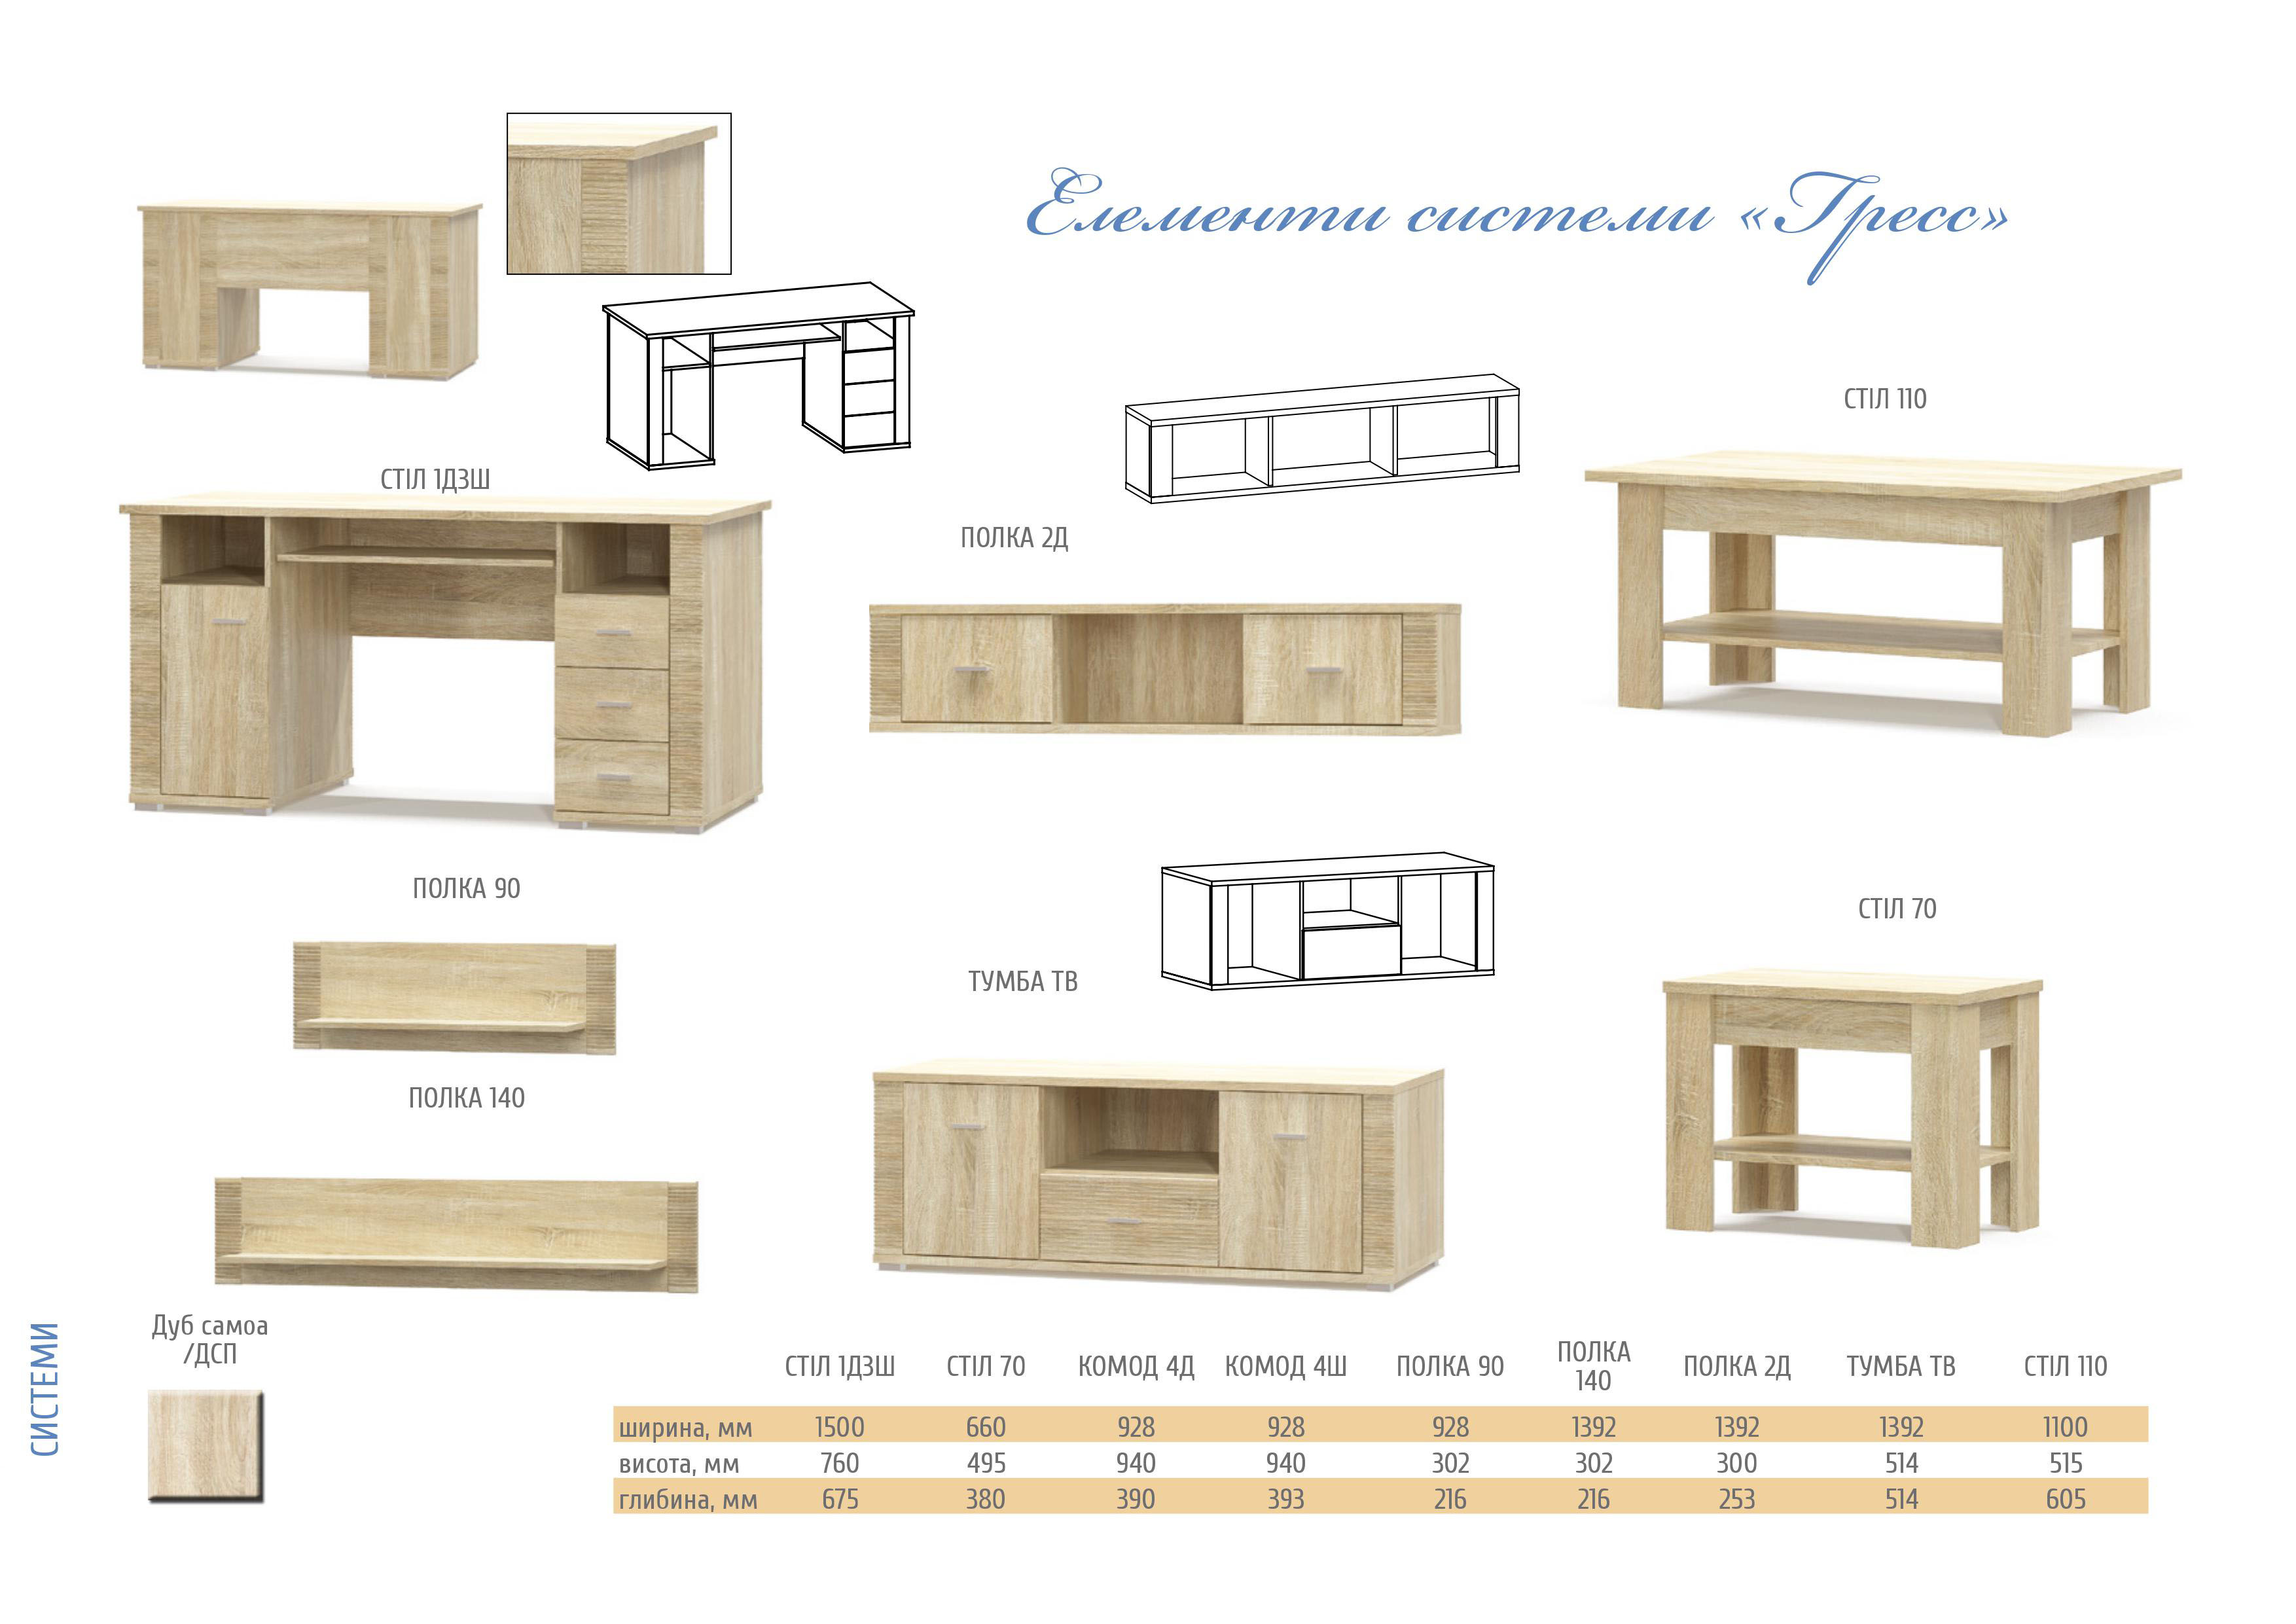 Елементи системи «Гресс»
СТІЛ 110
СТІЛ 1Д3Ш
ПОЛКА 2Д
ПОЛКА 90
СТІЛ 70
ТУМБА ТВ
ПОЛКА 140
Дуб самоа
/ДСП
СИСТЕМИ
СТІЛ 1Д3Ш СТІЛ 70 КОМОД 4Д КОМОД 4Ш ПОЛКА 90 ПОЛКА 140 ПОЛКА 2Д ТУМБА ТВ СТІЛ 110
ширина, мм 1500 660 928 928 928 1392 1392 1392 1100
висота, мм 760 495 940 940 302 302 300 514 515
глибина, мм 675 380 390 393 216 216 253 514 605